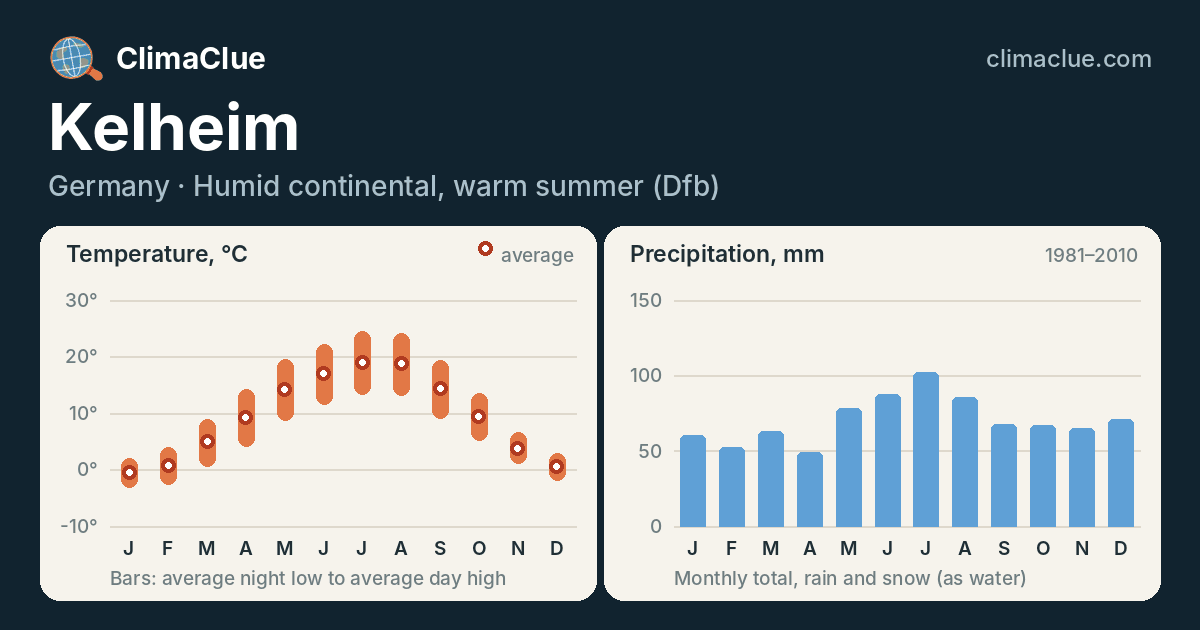 ClimaClue
climaclue.com
Kelheim
Germany · Humid continental, warm summer (Dfb)
Temperature, °C
average
30°
20°
10°
0°
-10°
J F M A M J J A S O N D
Bars: average night low to average day high
Precipitation, mm
1981–2010
150
100
50
0
J F M A M J J A S O N D
Monthly total, rain and snow (as water)